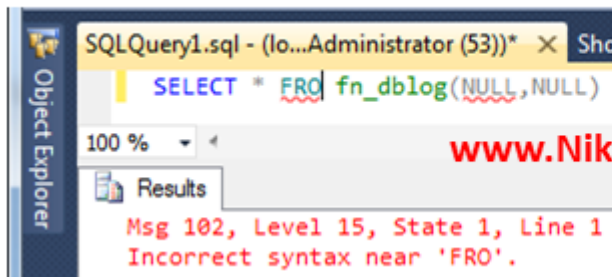 SQLQuery1.sql - (lo...Administrator (53))* × Sho
Object Explorer
SELECT * FRO fn_dblog(NULL,NULL)
100 %
www.Nik
Results
Msg 102, Level 15, State 1, Line 1
Incorrect syntax near 'FRO'.